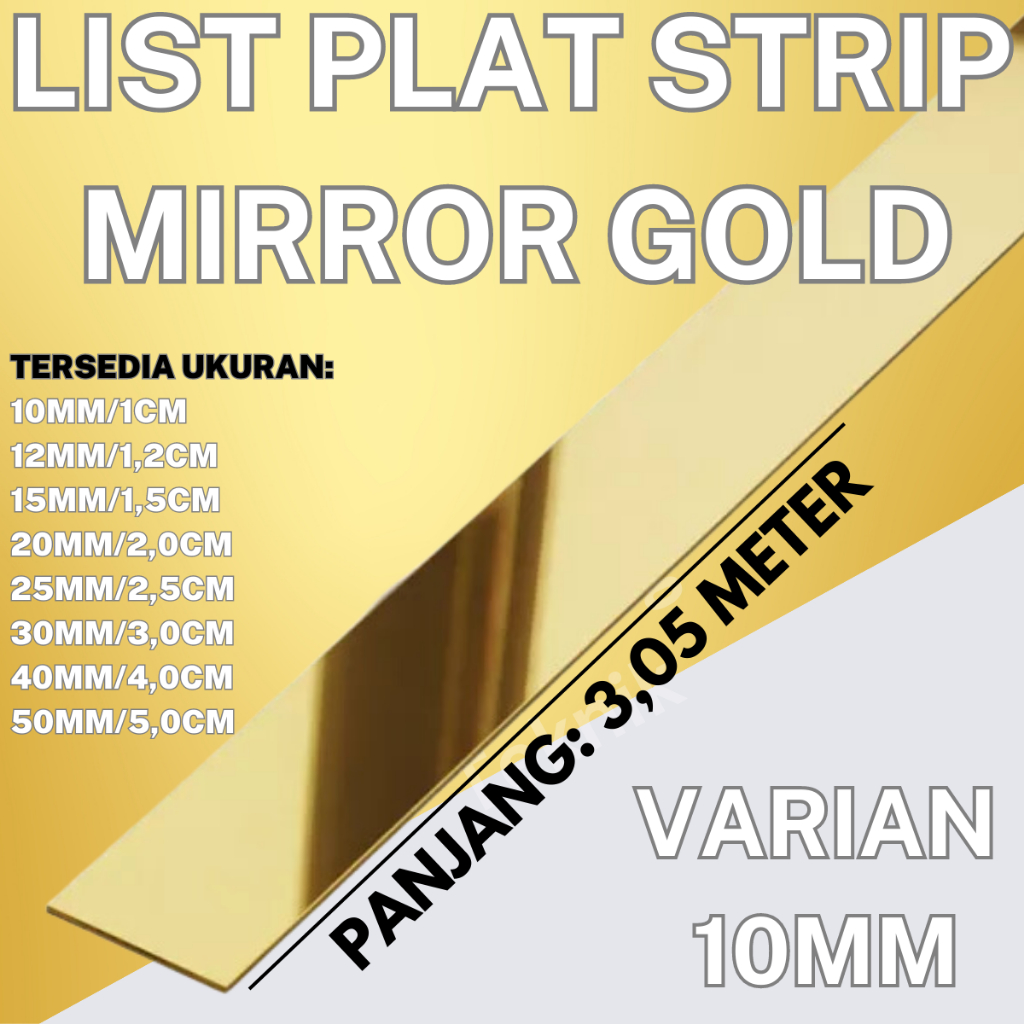 LIST PLAT STRIP
MIRROR GOLD
TERSEDIA UKURAN:
10MM/1CM
12MM/1,2CM
15MM/1,5CM
20MM/2,0CM
25MM/2,5CM
30MM/3,0CM
40MM/4,0CM
50MM/5,0CM
PANJANG: 3,05 METER
VARIAN
10MM